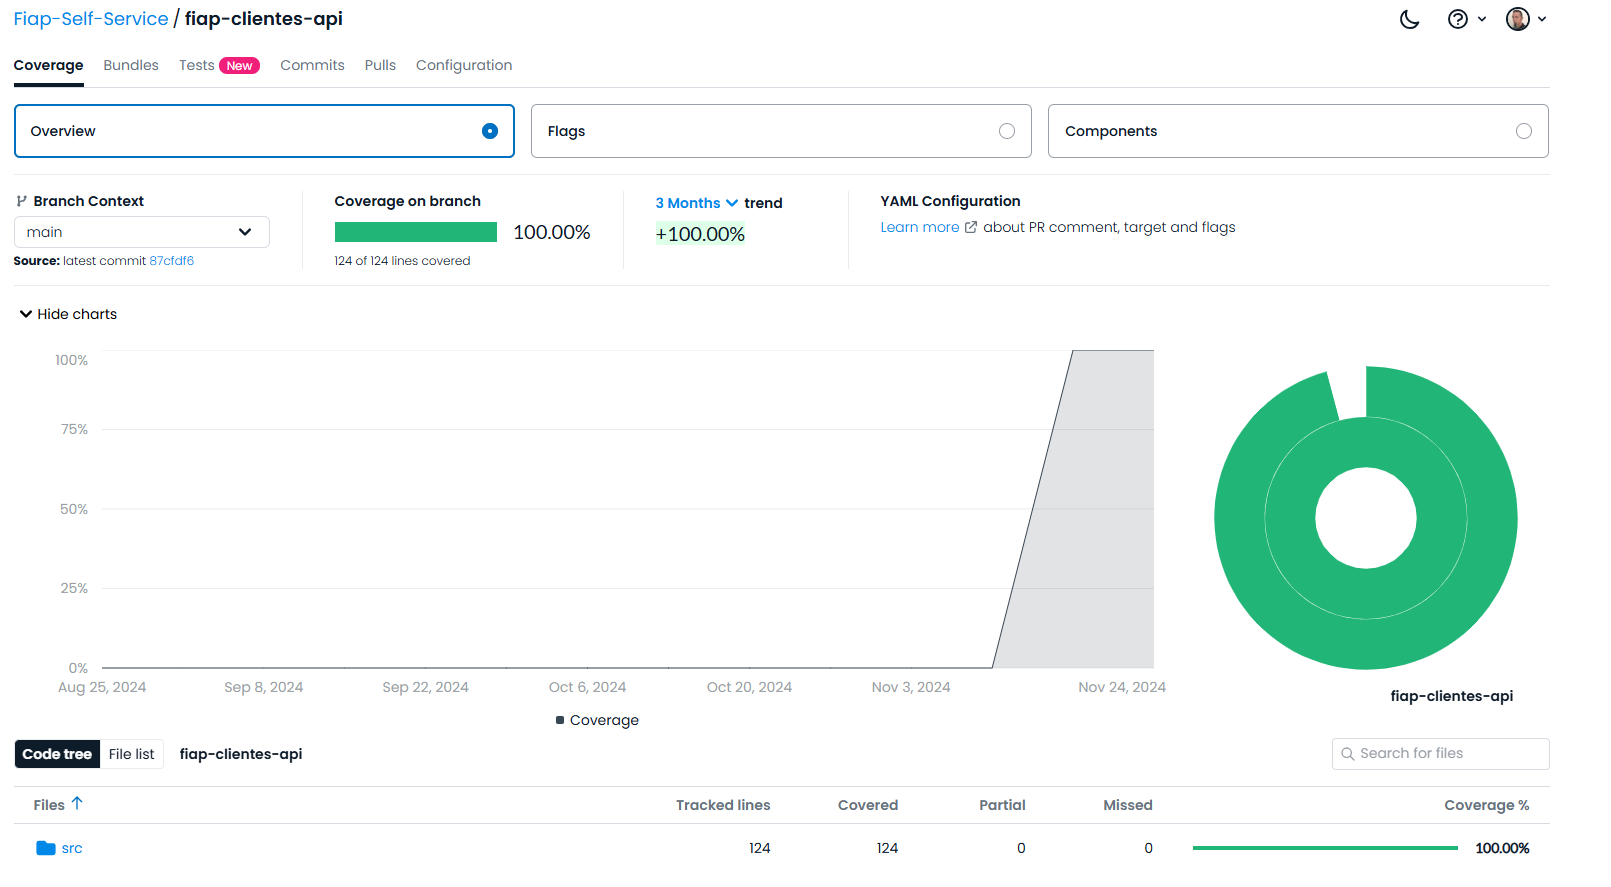 Fiap-Self-Service / fiap-clientes-api
Coverage Bundles Tests New Commits Pulls Configuration
Overview Flags Components
Branch Context
main
Source: latest commit 87cfdf6
Coverage on branch
100.00%
124 of 124 lines covered
3 Months trend
+100.00%
YAML Configuration
Learn more about PR comment, target and flags
Hide charts
100%
75%
50%
25%
0%
Aug 25, 2024 Sep 8, 2024 Sep 22, 2024 Oct 6, 2024 Oct 20, 2024 Nov 3, 2024 Nov 24, 2024
Coverage
fiap-clientes-api
Code tree File list fiap-clientes-api Search for files
Files Tracked lines Covered Partial Missed Coverage %
src 124 124 0 0 100.00%